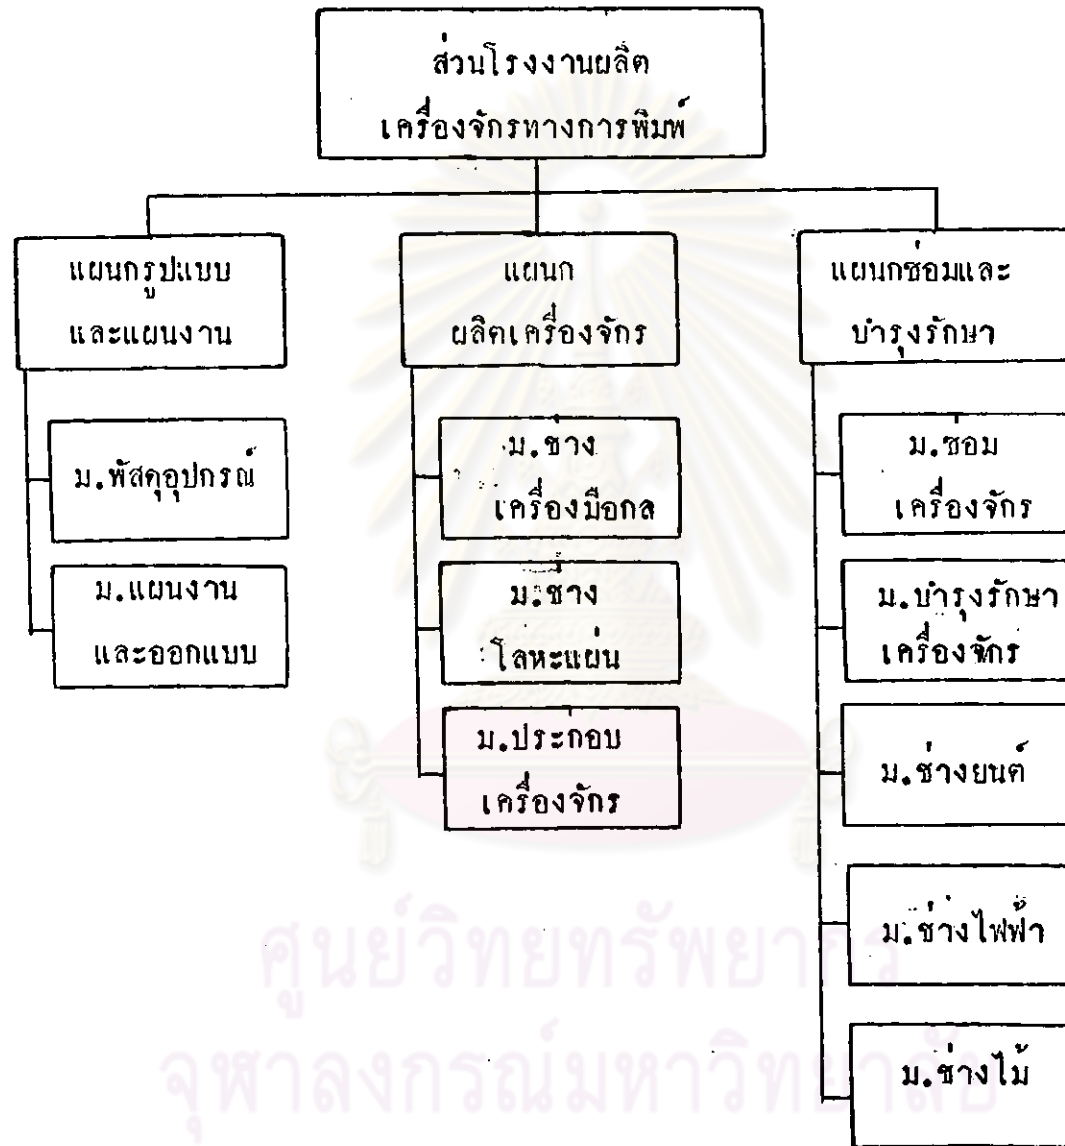 ส่วนโรงงานผลิต
เครื่องจักรทางการพิมพ์
แผนกรูปแบบ
และแผนงาน
ม.พัสดุอุปกรณ์
ม.แผนงาน
และออกแบบ
แผนก
ผลิตเครื่องจักร
ม.ช่าง
เครื่องมือกล
ม.ช่าง
โลหะแผ่น
ม.ประกอบ
เครื่องจักร
แผนกซ่อมและ
บำรุงรักษา
ม.ซ่อม
เครื่องจักร
ม.บำรุงรักษา
เครื่องจักร
ม.ช่างยนต์
ม.ช่างไฟฟ้า
ม.ช่างไม้
ศูนย์วิทยทรัพยากร
จุฬาลงกรณ์มหาวิทยาลัย